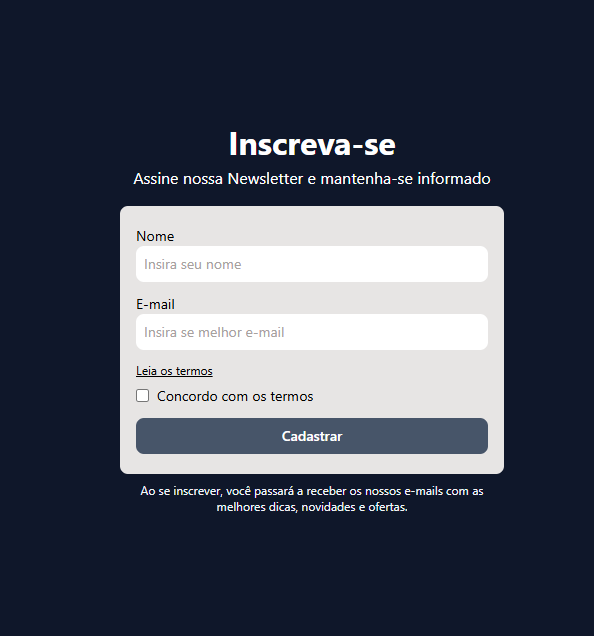 Inscreva-se
Assine nossa Newsletter e mantenha-se informado
Nome
Insira seu nome
E-mail
Insira se melhor e-mail
Leia os termos
Concordo com os termos
Cadastrar
Ao se inscrever, você passará a receber os nossos e-mails com as
melhores dicas, novidades e ofertas.